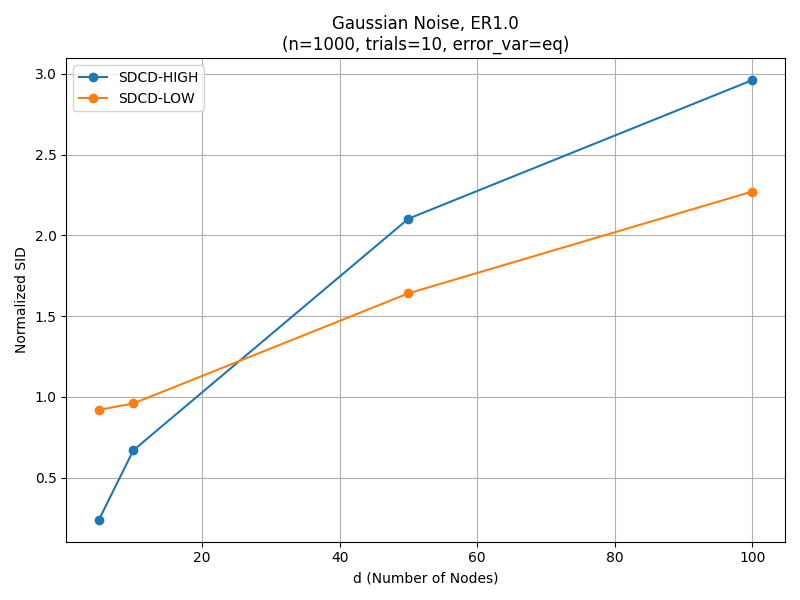 Gaussian Noise, ER1.0
(n=1000, trials=10, error_var=eq)
SDCD-HIGH
SDCD-LOW
Normalized SID
3.0
2.5
2.0
1.5
1.0
0.5
20 40 60 80 100
d (Number of Nodes)